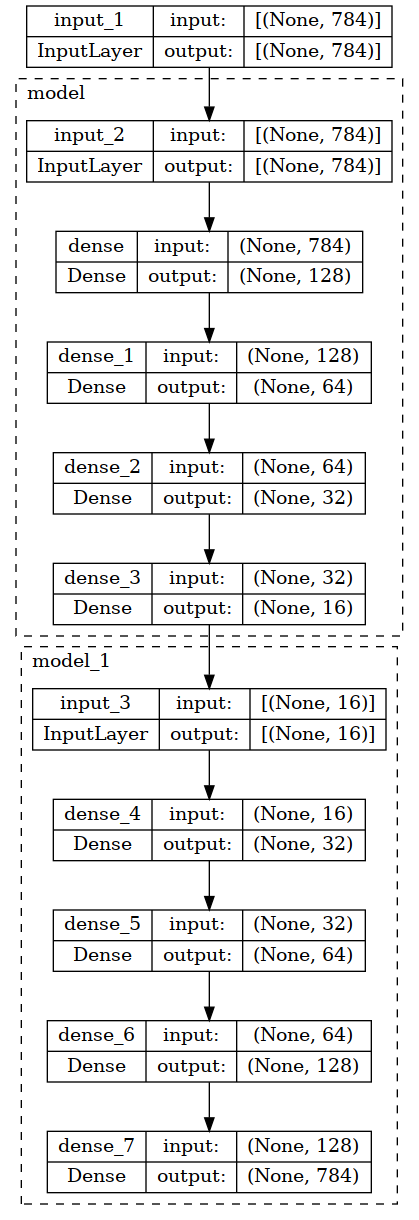 input_1 input: [(None, 784)]
InputLayer output: [(None, 784)]
model
input_2 input: [(None, 784)]
InputLayer output: [(None, 784)]
dense input: (None, 784)
Dense output: (None, 128)
dense_1 input: (None, 128)
Dense output: (None, 64)
dense_2 input: (None, 64)
Dense output: (None, 32)
dense_3 input: (None, 32)
Dense output: (None, 16)
model_1
input_3 input: [(None, 16)]
InputLayer output: [(None, 16)]
dense_4 input: (None, 16)
Dense output: (None, 32)
dense_5 input: (None, 32)
Dense output: (None, 64)
dense_6 input: (None, 64)
Dense output: (None, 128)
dense_7 input: (None, 128)
Dense output: (None, 784)